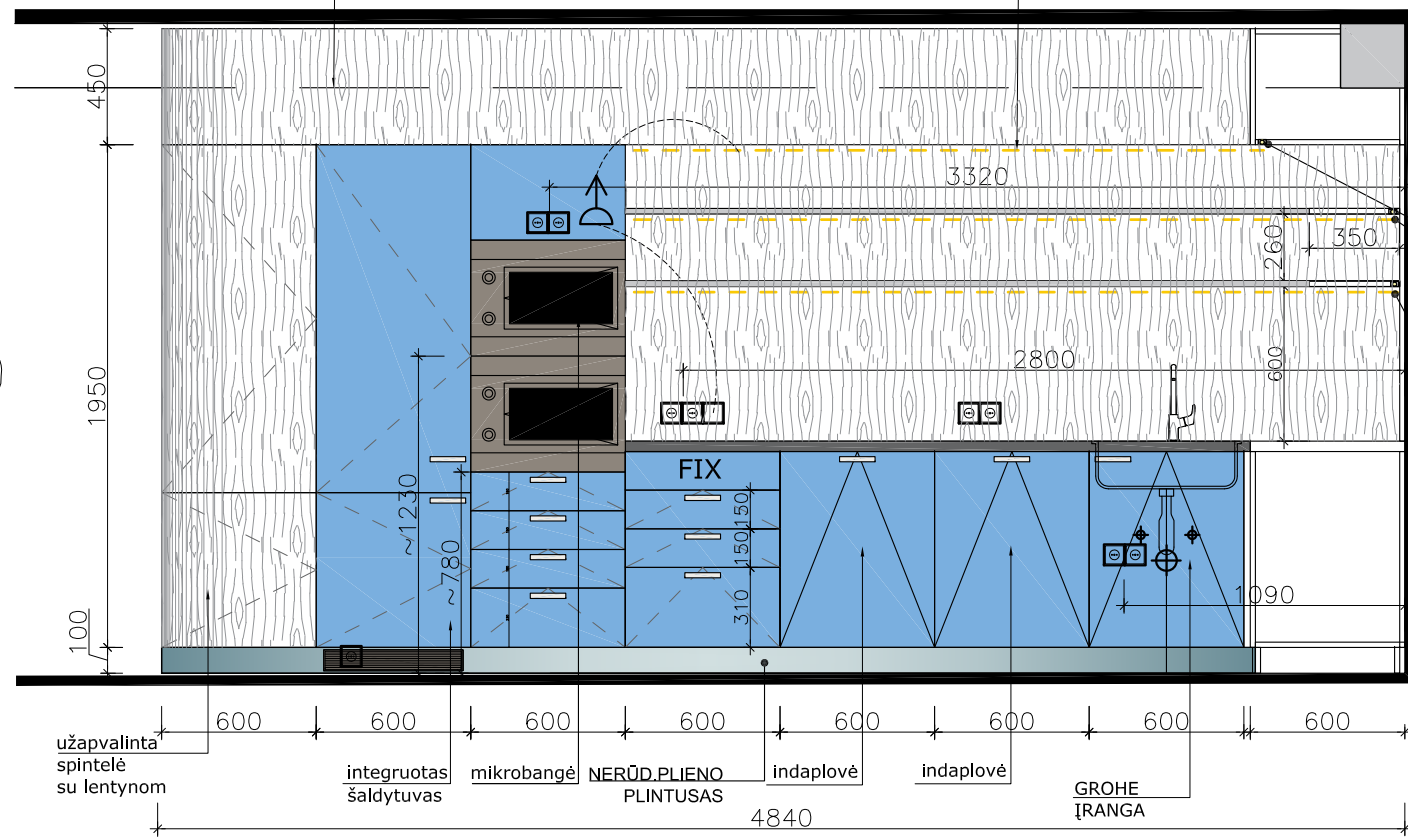 450
3320
350
260
1950
2800
600
FIX
~1230
~780
150
150
310
1090
100
600
600
600
600
600
600
600
600
užapvalinta
spintelė
su lentynom
integruotas
šaldytuvas
mikrobangė
NERŪD.PLIENO
PLINTUSAS
indaplovė
indaplovė
GROHE
ĮRANGA
4840